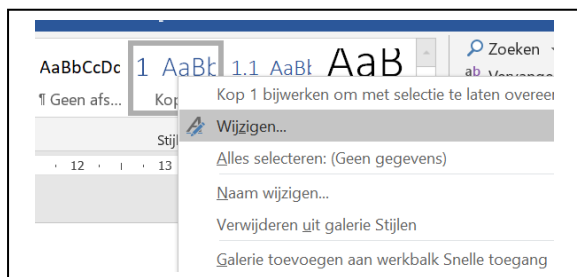 Zoeken
AaBbCcDc 1 AaBb 1.1 AaBb AaB
ab
¶ Geen afs... Kop
Kop 1 bijwerken om met selectie te laten overeen
Wijzigen...
Stijl
Alles selecteren: (Geen gegevens)
12 13
Naam wijzigen...
Verwijderen uit galerie Stijlen
Galerie toevoegen aan werkbalk Snelle toegang